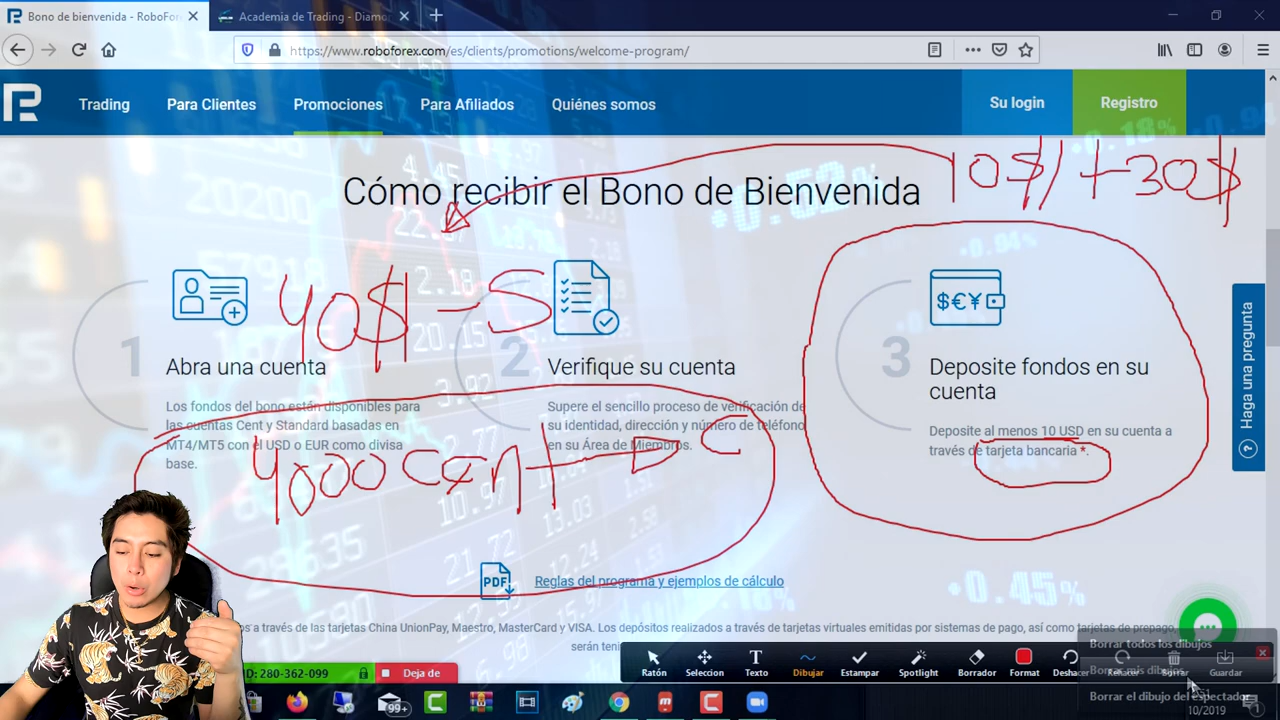 Bono de bienvenida - RoboFor
Academia de Trading - Diamo
https://www.roboforex.com/es/clients/promotions/welcome-program/
Trading
Para Clientes
Promociones
Para Afiliados
Quiénes somos
Su login
Registro
10$ + 30$
Cómo recibir el Bono de Bienvenida
40$ - S
1
Abra una cuenta
Los fondos del bono están disponibles para
las cuentas Cent y Standard basadas en
MT4/MT5 con el USD o EUR como divisa
base.
2
Verifique su cuenta
Supere el sencillo proceso de verificación de
su identidad, dirección y número de teléfono
en su Área de Miembros.
3
$€¥
Deposite fondos en su
cuenta
Deposite al menos 10 USD en su cuenta a
través de tarjeta bancaria *.
4000 cent C
Haga una pregunta
PDF
Reglas del programa y ejemplos de cálculo
s a través de las tarjetas China UnionPay, Maestro, MasterCard y VISA. Los depósitos realizados a través de tarjetas virtuales emitidas por sistemas de pago, así como tarjetas de prepago,
serán
ID: 280-362-099
Deja de
Ratón
Selección
Texto
Dibujar
Estampar
Spotlight
Borrador
Format
Deshacer
Rehacer
Borrar
Guardar
Borrar todos los dibujos
Borrar mis dibujos
Borrar el dibujo del espectador
99+
10/2019